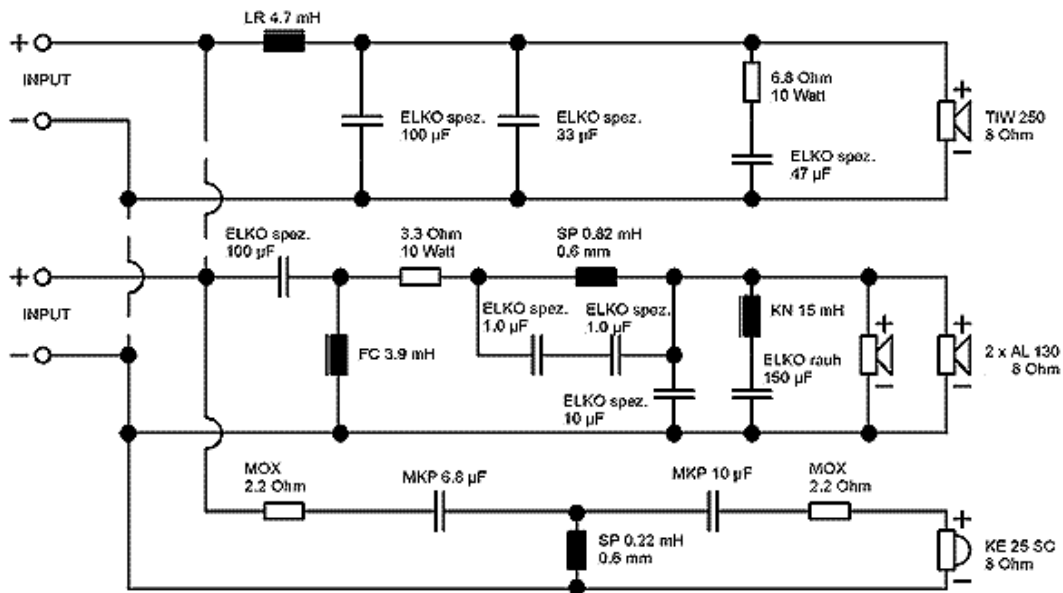 LR 4.7 mH
+
INPUT
−
ELKO spez.
100 µF
ELKO spez.
33 µF
6.8 Ohm
10 Watt
ELKO spez.
47 µF
+
TIW 250
8 Ohm
−
+
INPUT
−
ELKO spez.
100 µF
3.3 Ohm
10 Watt
SP 0.82 mH
0.6 mm
FC 3.9 mH
ELKO spez.
1.0 µF
ELKO spez.
1.0 µF
ELKO spez.
10 µF
KN 15 mH
ELKO rauh
150 µF
+
−
+
2 x AL 130
8 Ohm
−
MOX
2.2 Ohm
MKP 6.8 µF
SP 0.22 mH
0.6 mm
MKP 10 µF
MOX
2.2 Ohm
+
KE 25 SC
8 Ohm
−